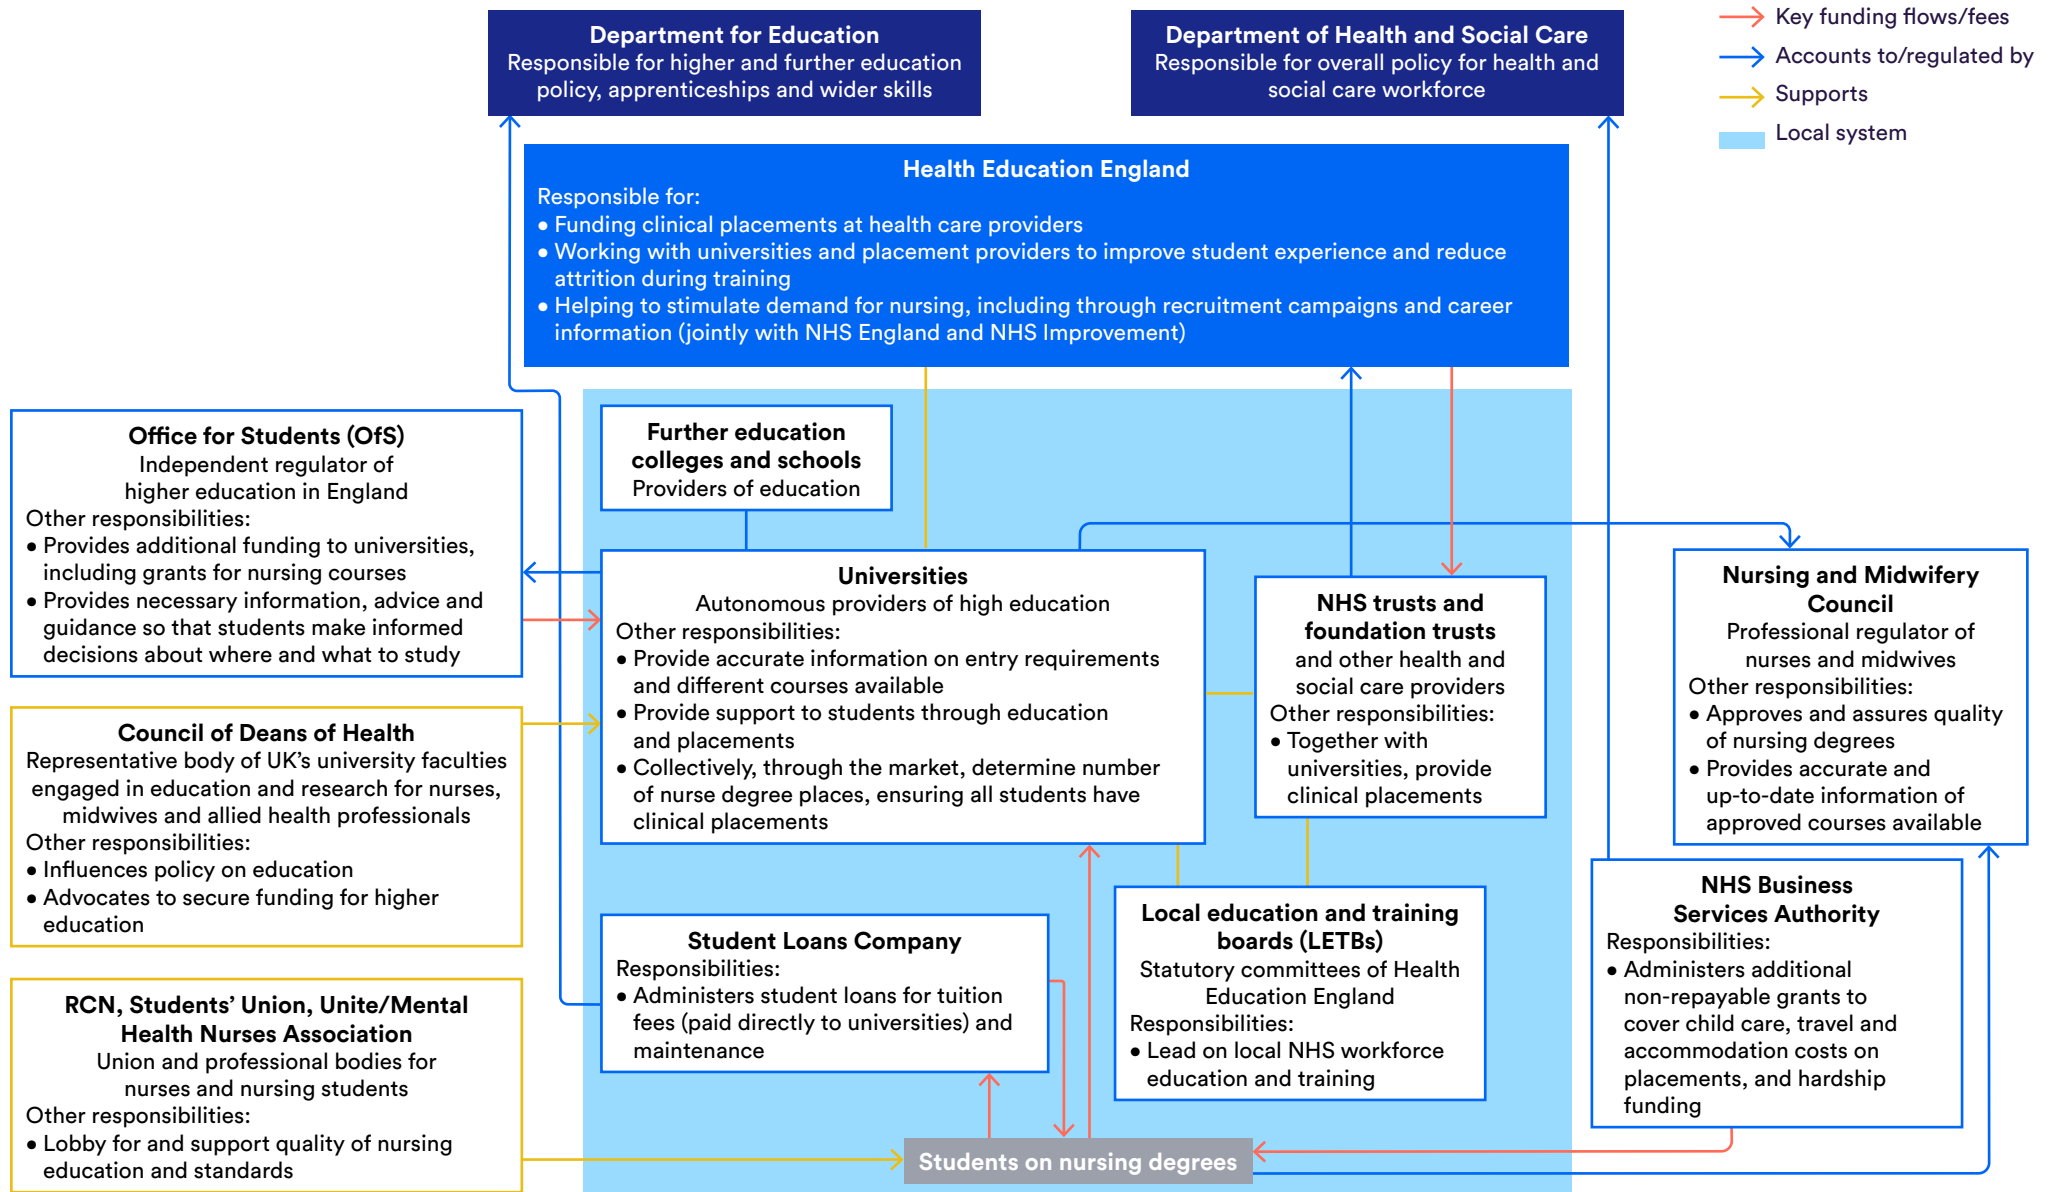 Department for Education
Responsible for higher and further education
policy, apprenticeships and wider skills
Department of Health and Social Care
Responsible for overall policy for health and
social care workforce
Key funding flows/fees
Accounts to/regulated by
Supports
Local system
Health Education England
Responsible for:
• Funding clinical placements at health care providers
• Working with universities and placement providers to improve student experience and reduce
attrition during training
• Helping to stimulate demand for nursing, including through recruitment campaigns and career
information (jointly with NHS England and NHS Improvement)
Office for Students (OfS)
Independent regulator of
higher education in England
Other responsibilities:
• Provides additional funding to universities,
including grants for nursing courses
• Provides necessary information, advice and
guidance so that students make informed
decisions about where and what to study
Further education
colleges and schools
Providers of education
Universities
Autonomous providers of high education
Other responsibilities:
• Provide accurate information on entry requirements
and different courses available
• Provide support to students through education
and placements
• Collectively, through the market, determine number
of nurse degree places, ensuring all students have
clinical placements
NHS trusts and
foundation trusts
and other health and
social care providers
Other responsibilities:
• Together with
universities, provide
clinical placements
Nursing and Midwifery
Council
Professional regulator of
nurses and midwives
Other responsibilities:
• Approves and assures quality
of nursing degrees
• Provides accurate and
up-to-date information of
approved courses available
Council of Deans of Health
Representative body of UK's university faculties
engaged in education and research for nurses,
midwives and allied health professionals
Other responsibilities:
• Influences policy on education
• Advocates to secure funding for higher
education
Student Loans Company
Responsibilities:
• Administers student loans for tuition
fees (paid directly to universities) and
maintenance
Local education and training
boards (LETBs)
Statutory committees of Health
Education England
Responsibilities:
• Lead on local NHS workforce
education and training
NHS Business
Services Authority
Responsibilities:
• Administers additional
non-repayable grants to
cover child care, travel and
accommodation costs on
placements, and hardship
funding
RCN, Students' Union, Unite/Mental
Health Nurses Association
Union and professional bodies for
nurses and nursing students
Other responsibilities:
• Lobby for and support quality of nursing
education and standards
Students on nursing degrees